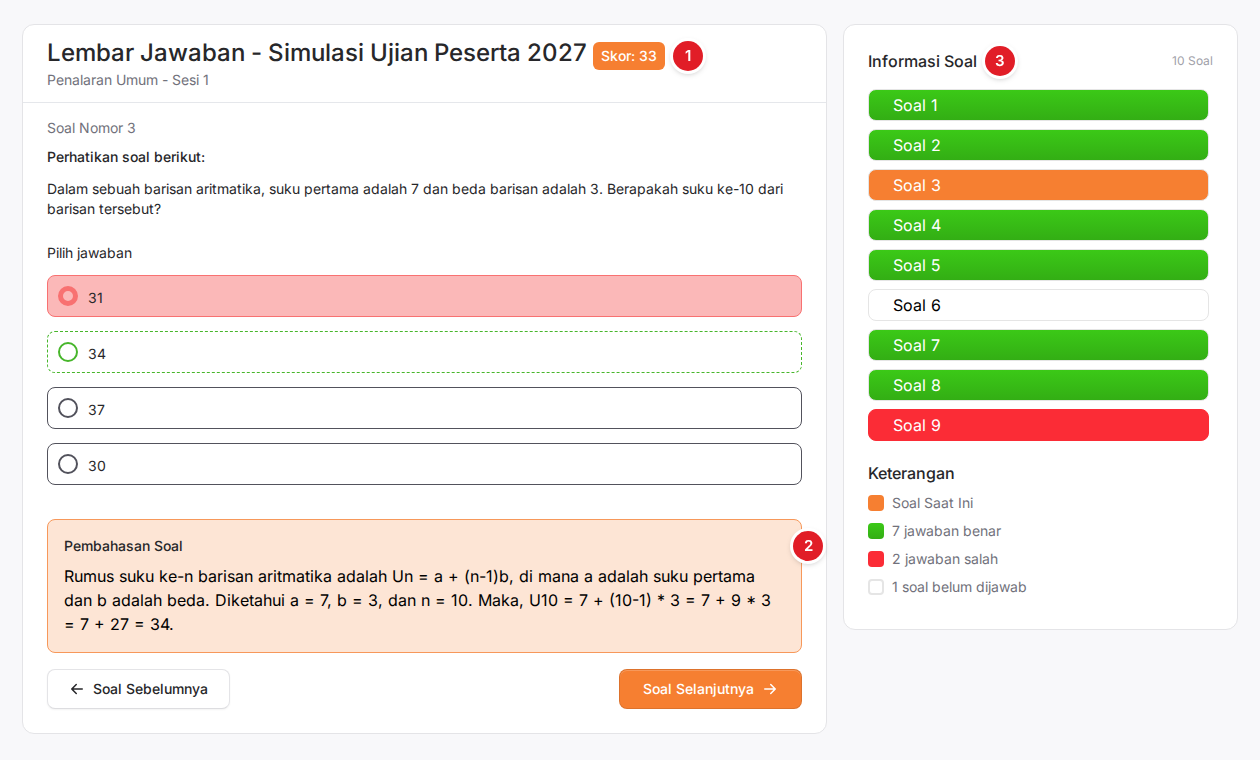 Lembar Jawaban - Simulasi Ujian Peserta 2027 Skor: 33 1
Penalaran Umum - Sesi 1
Soal Nomor 3
Perhatikan soal berikut:
Dalam sebuah barisan aritmatika, suku pertama adalah 7 dan beda barisan adalah 3. Berapakah suku ke-10 dari
barisan tersebut?
Pilih jawaban
31
34
37
30
Pembahasan Soal 2
Rumus suku ke-n barisan aritmatika adalah Un = a + (n-1)b, di mana a adalah suku pertama
dan b adalah beda. Diketahui a = 7, b = 3, dan n = 10. Maka, U10 = 7 + (10-1) * 3 = 7 + 9 * 3
= 7 + 27 = 34.
← Soal Sebelumnya
Soal Selanjutnya →
Informasi Soal 3 10 Soal
Soal 1
Soal 2
Soal 3
Soal 4
Soal 5
Soal 6
Soal 7
Soal 8
Soal 9
Keterangan
Soal Saat Ini
7 jawaban benar
2 jawaban salah
1 soal belum dijawab